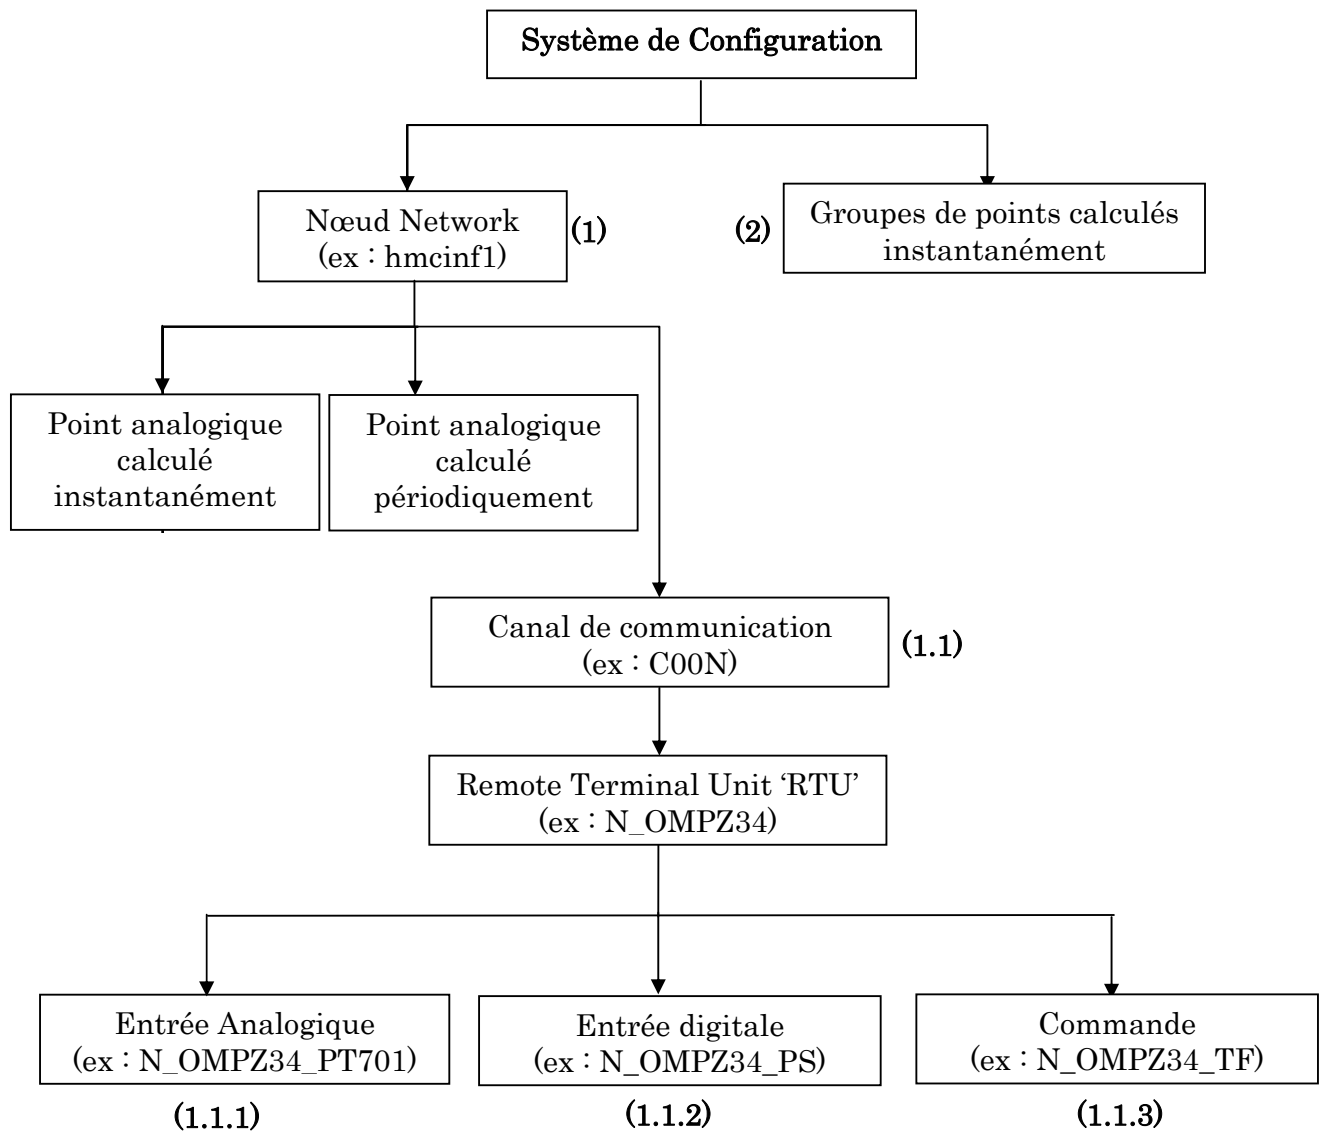 Système de Configuration
Nœud Network
(ex : hmcinf1)
(1)
(2)
Groupes de points calculés
instantanément
Point analogique
calculé
instantanément
Point analogique
calculé
périodiquement
Canal de communication
(ex : C00N)
(1.1)
Remote Terminal Unit ‘RTU’
(ex : N_OMPZ34)
Entrée Analogique
(ex : N_OMPZ34_PT701)
(1.1.1)
Entrée digitale
(ex : N_OMPZ34_PS)
(1.1.2)
Commande
(ex : N_OMPZ34_TF)
(1.1.3)